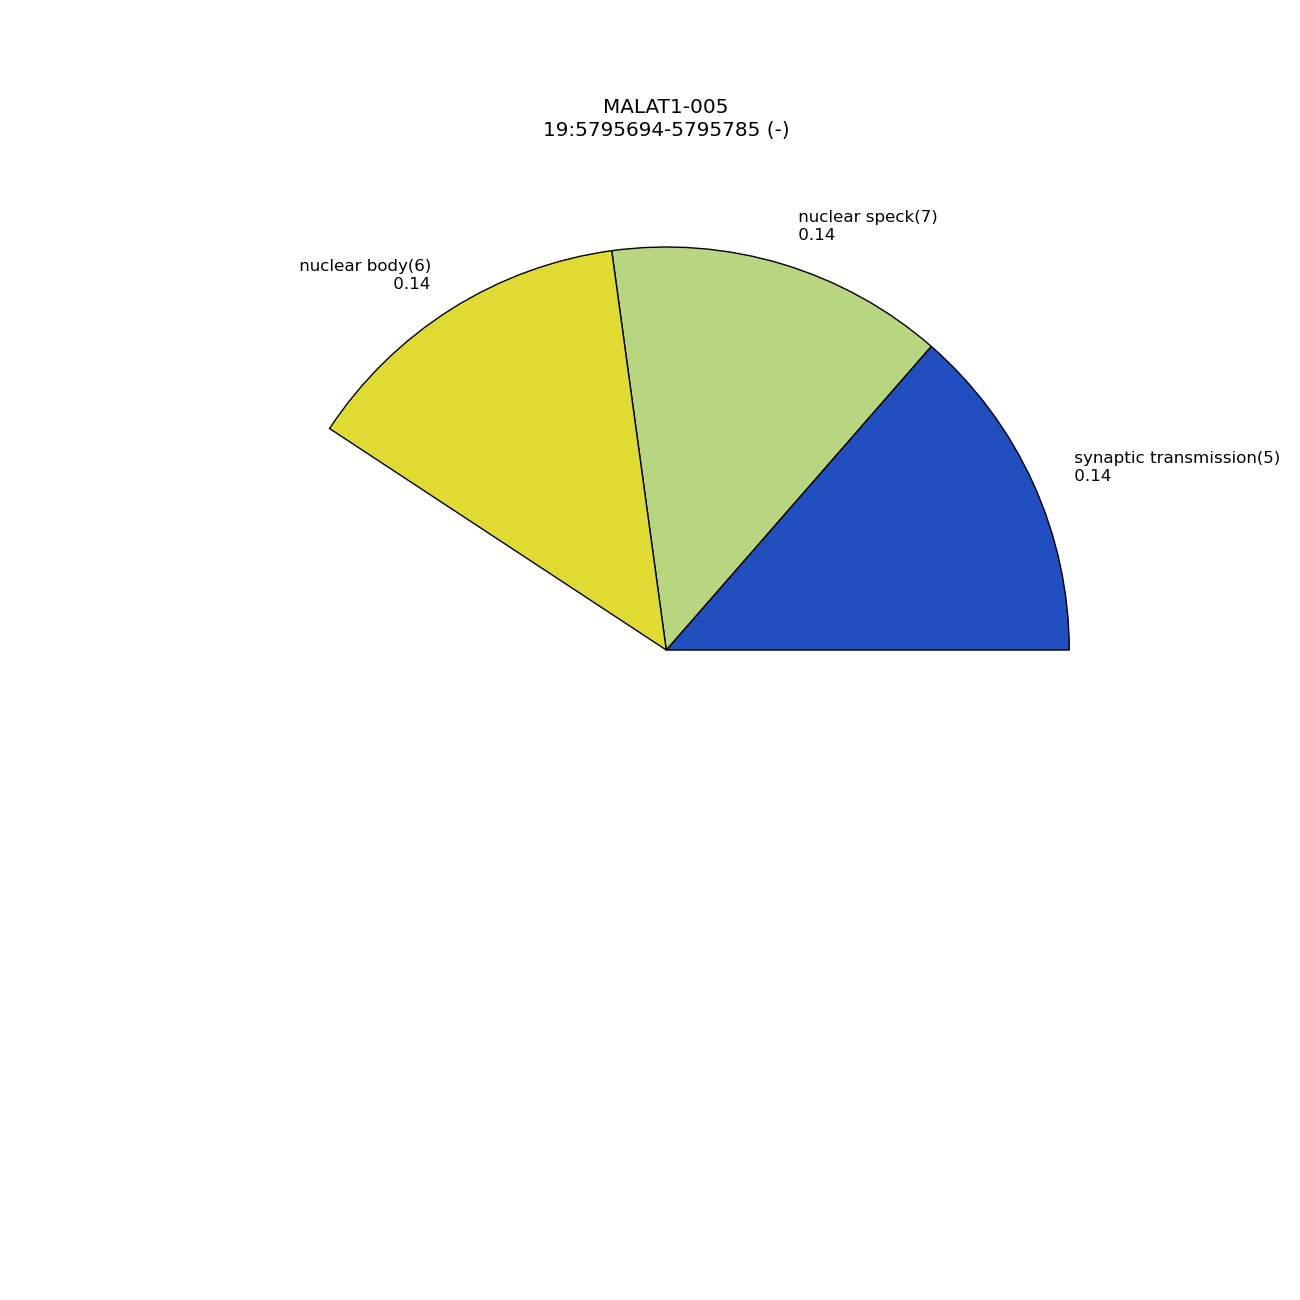 MALAT1-005
19:5795694-5795785 (-)
nuclear speck(7)
0.14
nuclear body(6)
0.14
synaptic transmission(5)
0.14